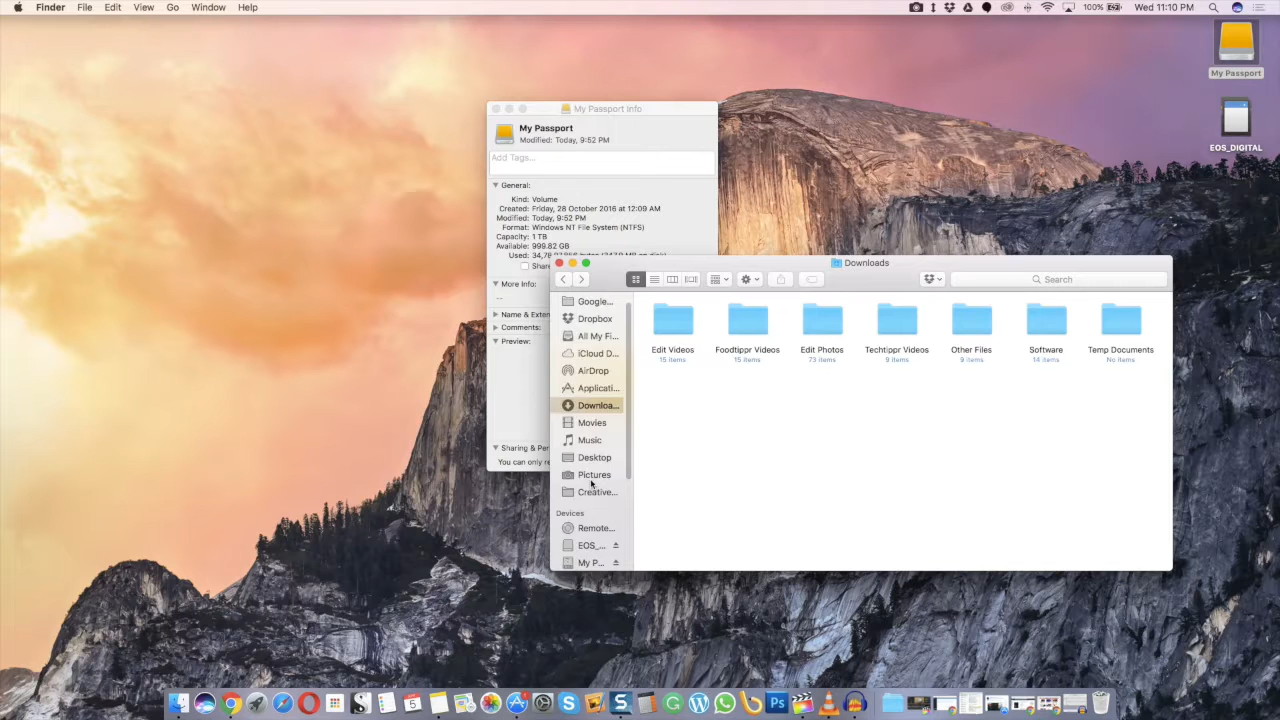 Finder File Edit View Go Window Help
100% Wed 11:10 PM
My Passport
EOS_DIGITAL
My Passport Info
My Passport
Modified: Today, 9:52 PM
Add Tags...
General:
Kind: Volume
Created: Friday, 28 October 2016 at 12:09 AM
Modified: Today, 9:52 PM
Format: Windows NT File System (NTFS)
Capacity: 1 TB
Available: 999.82 GB
Share
More Info:
--
Name & Exten
Comments:
Preview:
Sharing & Pe
You can only re
Downloads
Search
Google...
Dropbox
All My Fi...
iCloud D...
AirDrop
Applicati...
Downloa...
Movies
Music
Desktop
Pictures
Creative...
Devices
Remote...
EOS_...
My P...
Edit Videos
15 items
Foodtippr Videos
15 items
Edit Photos
73 items
Techtippr Videos
9 items
Other Files
9 items
Software
14 items
Temp Documents
No items
5
Ps